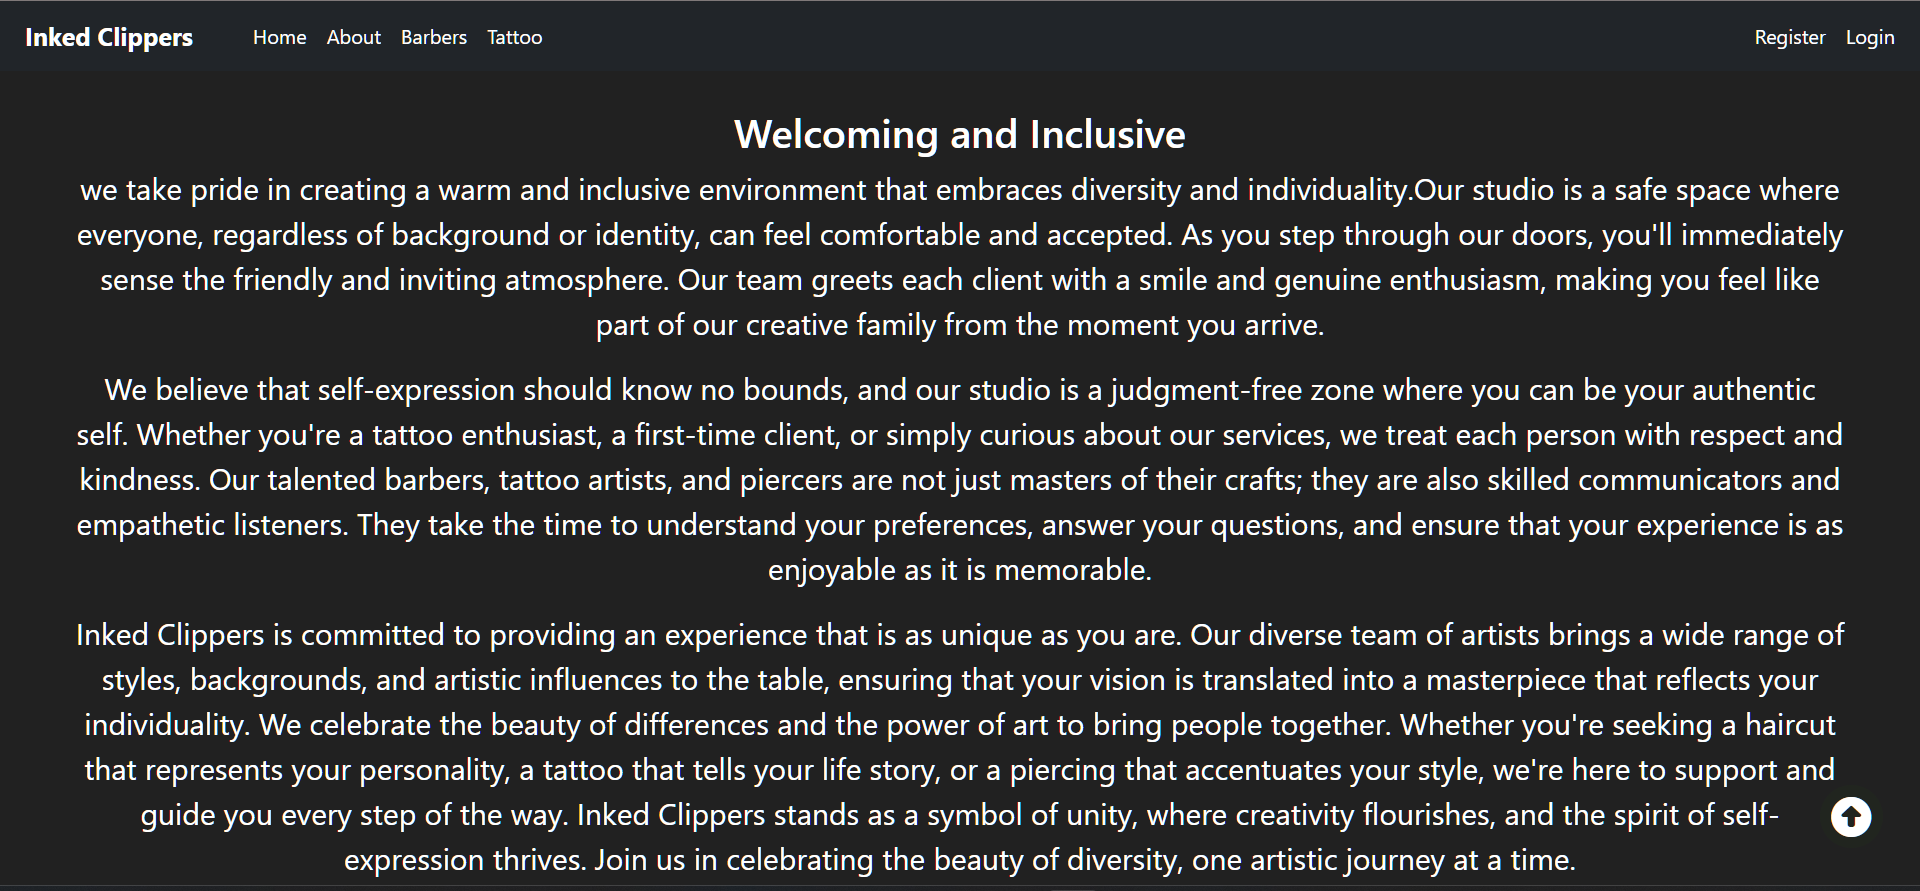 Inked Clippers Home About Barbers Tattoo Register Login
Welcoming and Inclusive
we take pride in creating a warm and inclusive environment that embraces diversity and individuality.Our studio is a safe space where
everyone, regardless of background or identity, can feel comfortable and accepted. As you step through our doors, you'll immediately
sense the friendly and inviting atmosphere. Our team greets each client with a smile and genuine enthusiasm, making you feel like
part of our creative family from the moment you arrive.
We believe that self-expression should know no bounds, and our studio is a judgment-free zone where you can be your authentic
self. Whether you're a tattoo enthusiast, a first-time client, or simply curious about our services, we treat each person with respect and
kindness. Our talented barbers, tattoo artists, and piercers are not just masters of their crafts; they are also skilled communicators and
empathetic listeners. They take the time to understand your preferences, answer your questions, and ensure that your experience is as
enjoyable as it is memorable.
Inked Clippers is committed to providing an experience that is as unique as you are. Our diverse team of artists brings a wide range of
styles, backgrounds, and artistic influences to the table, ensuring that your vision is translated into a masterpiece that reflects your
individuality. We celebrate the beauty of differences and the power of art to bring people together. Whether you're seeking a haircut
that represents your personality, a tattoo that tells your life story, or a piercing that accentuates your style, we're here to support and
guide you every step of the way. Inked Clippers stands as a symbol of unity, where creativity flourishes, and the spirit of self-
expression thrives. Join us in celebrating the beauty of diversity, one artistic journey at a time.